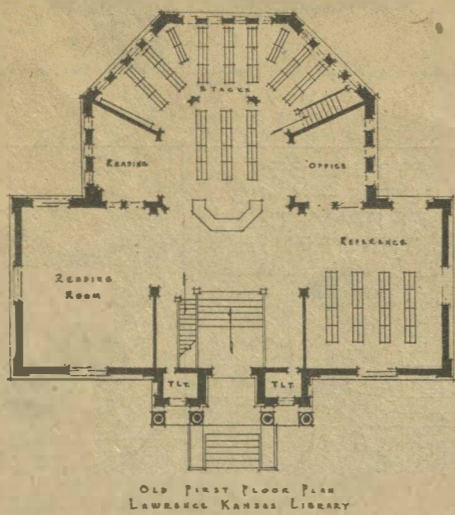 STACKS
READING
OFFICE
REFERENCE
READING
ROOM
TLT.
TLT.
OLD FIRST FLOOR PLAN
LAWRENCE KANSAS LIBRARY